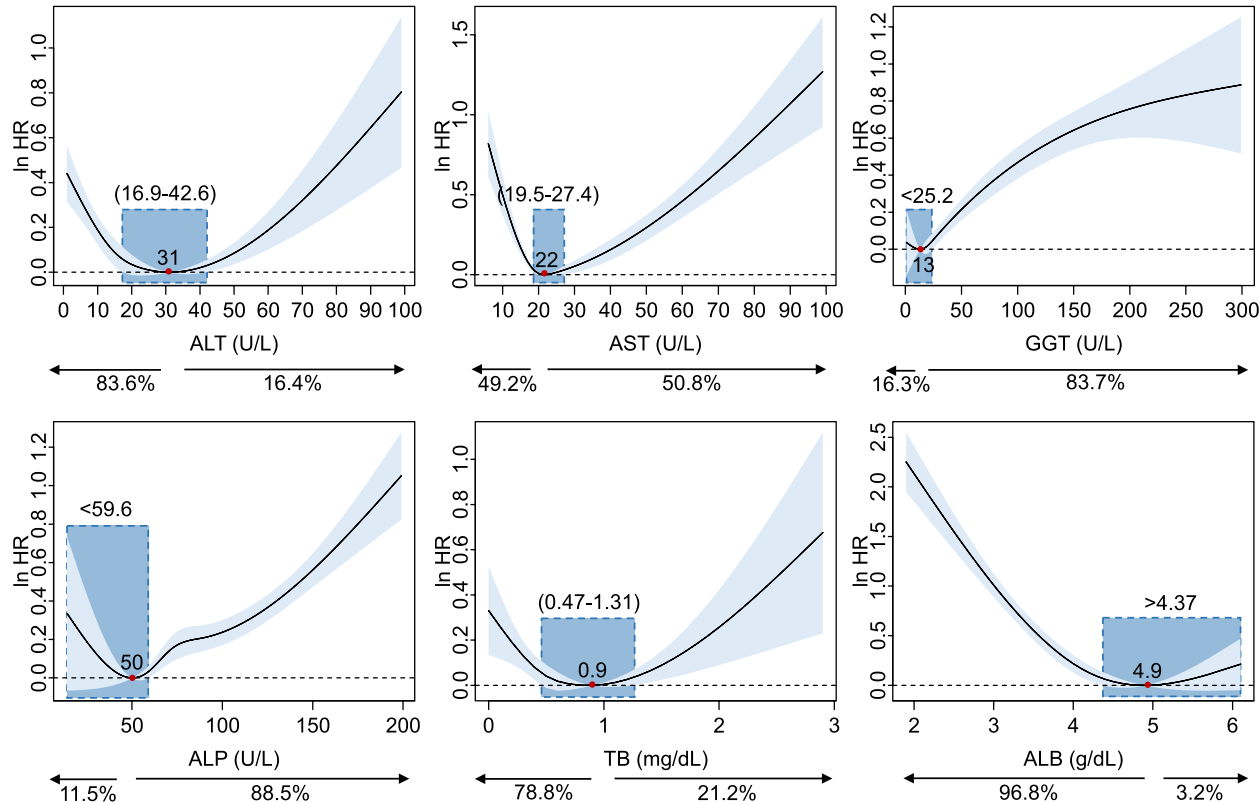 ln HR
0.0 0.2 0.4 0.6 0.8 1.0
(16.9-42.6)
31
0 10 20 30 40 50 60 70 80 90 100
ALT (U/L)
83.6% 16.4%
ln HR
0.0 0.5 1.0 1.5
(19.5-27.4)
22
10 20 30 40 50 60 70 80 90 100
AST (U/L)
49.2% 50.8%
ln HR
0.0 0.2 0.4 0.6 0.8 1.0 1.2
<25.2
13
0 50 100 150 200 250 300
GGT (U/L)
16.3% 83.7%
ln HR
0.0 0.2 0.4 0.6 0.8 1.0 1.2
<59.6
50
50 100 150 200
ALP (U/L)
11.5% 88.5%
ln HR
0.0 0.2 0.4 0.6 0.8 1.0
(0.47-1.31)
0.9
0 1 2 3
TB (mg/dL)
78.8% 21.2%
ln HR
0.0 0.5 1.0 1.5 2.0 2.5
>4.37
4.9
2 3 4 5 6
ALB (g/dL)
96.8% 3.2%